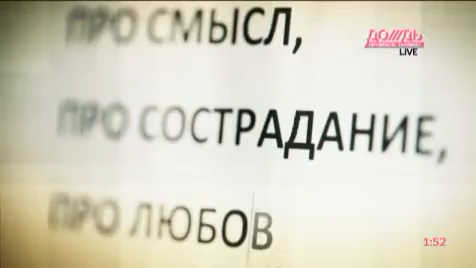 ПРО СМЫСЛ,
ДОЖДЬ
LIVE
ПРО СОСТРАДАНИЕ,
ПРО ЛЮБОВ
1:52